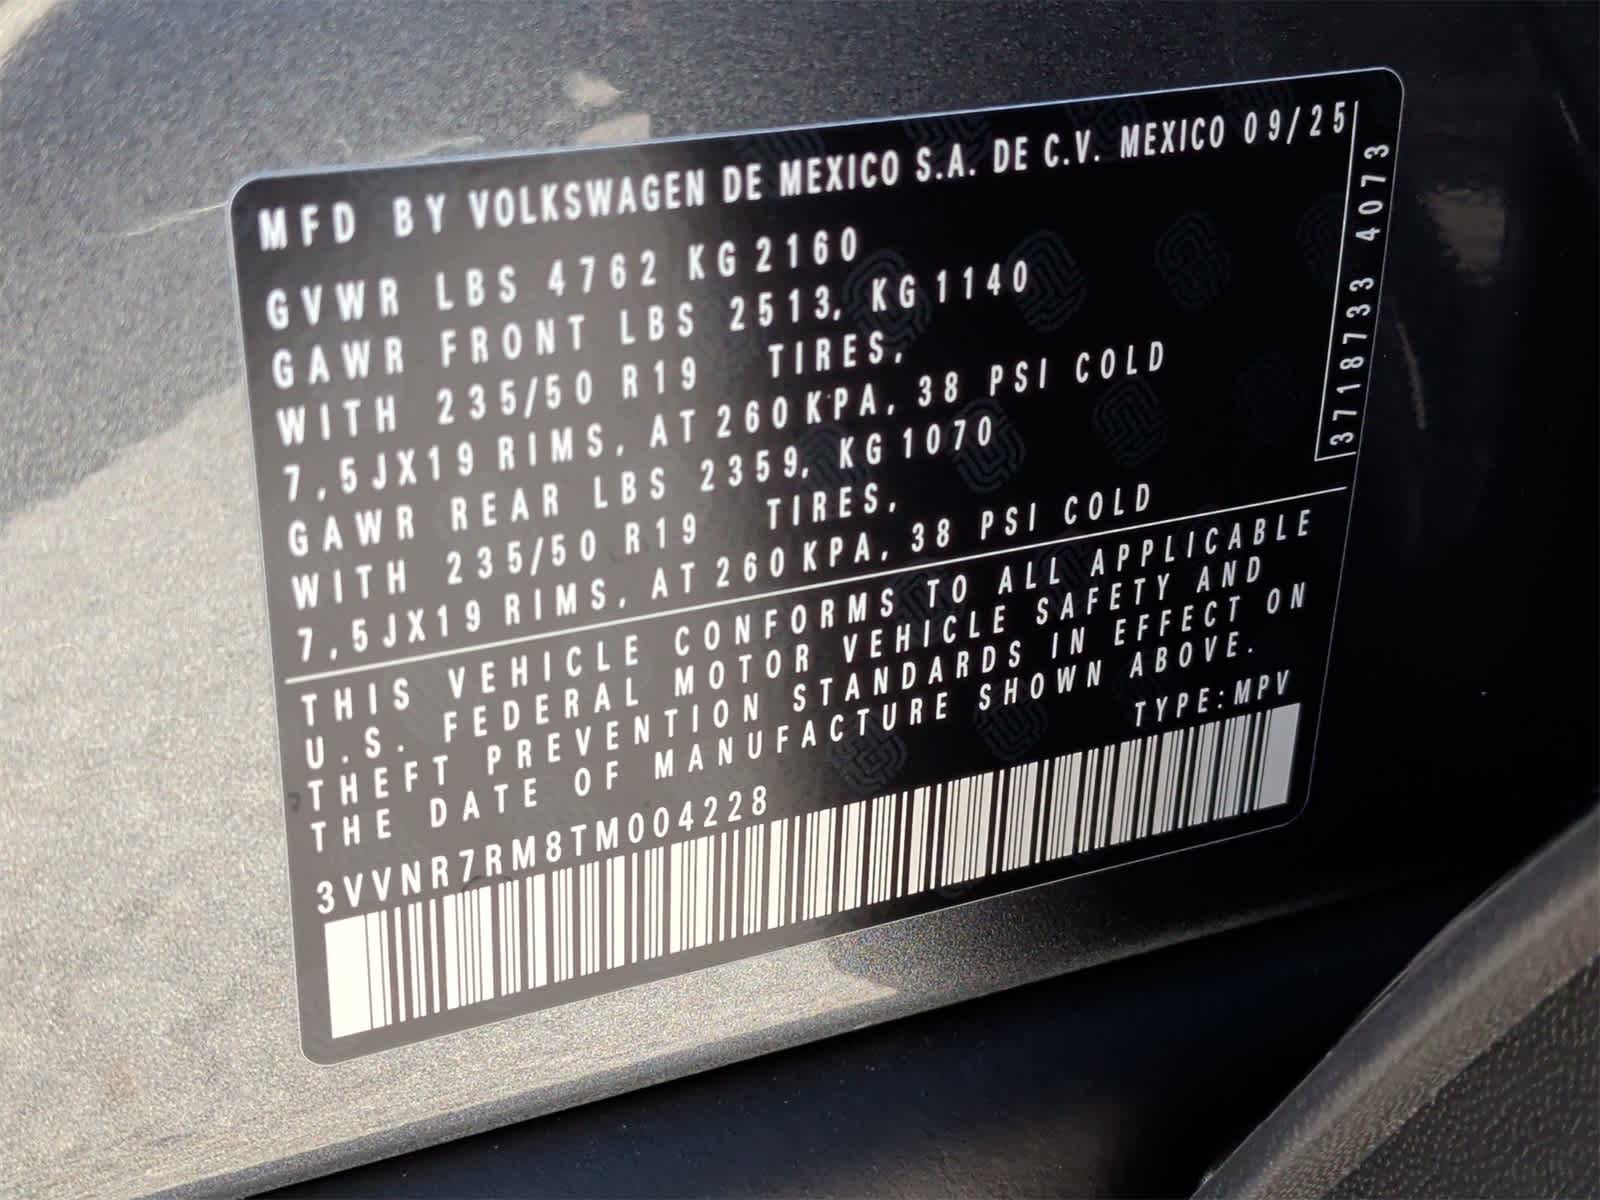 MFD BY VOLKSWAGEN DE MEXICO S.A. DE C.V. MEXICO 09/25
GVWR LBS 4762 KG 2160
GAWR FRONT LBS 2513, KG 1140
WITH 235/50 R19 TIRES,
7,5JX19 RIMS, AT 260 KPA, 38 PSI COLD
GAWR REAR LBS 2359, KG 1070
WITH 235/50 R19 TIRES,
7,5JX19 RIMS, AT 260 KPA, 38 PSI COLD
THIS VEHICLE CONFORMS TO ALL APPLICABLE
U.S. FEDERAL MOTOR VEHICLE SAFETY AND
THEFT PREVENTION STANDARDS IN EFFECT ON
THE DATE OF MANUFACTURE SHOWN ABOVE.
TYPE:MPV
3VVNR7RM8TM004228
3718733 4073